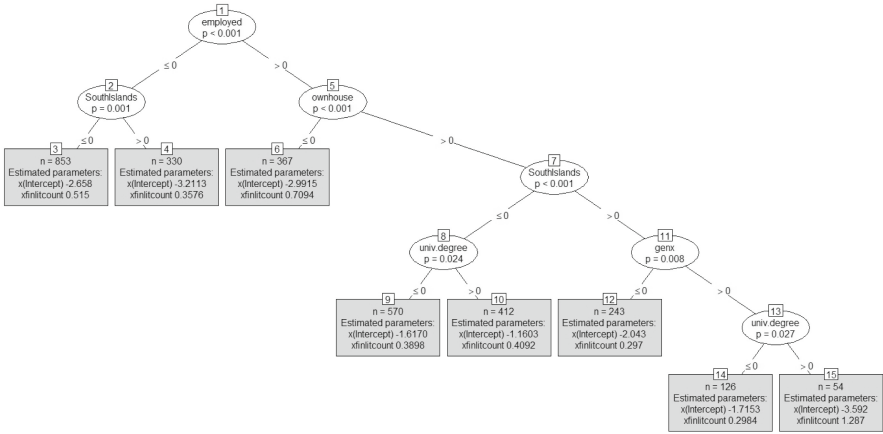 1
employed
p < 0.001
≤ 0
> 0
2
SouthIslands
p = 0.001
5
ownhouse
p < 0.001
≤ 0
> 0
≤ 0
> 0
3
n = 853
Estimated parameters:
x(Intercept) -2.658
xfinlitcount 0.515
4
n = 330
Estimated parameters:
x(Intercept) -3.2113
xfinlitcount 0.3576
6
n = 367
Estimated parameters:
x(Intercept) -2.9915
xfinlitcount 0.7094
7
SouthIslands
p < 0.001
≤ 0
> 0
8
univ.degree
p = 0.024
11
genx
p = 0.008
≤ 0
> 0
≤ 0
> 0
9
n = 570
Estimated parameters:
x(Intercept) -1.6170
xfinlitcount 0.3898
10
n = 412
Estimated parameters:
x(Intercept) -1.1603
xfinlitcount 0.4092
12
n = 243
Estimated parameters:
x(Intercept) -2.043
xfinlitcount 0.297
13
univ.degree
p = 0.027
≤ 0
> 0
14
n = 126
Estimated parameters:
x(Intercept) -1.7153
xfinlitcount 0.2984
15
n = 54
Estimated parameters:
x(Intercept) -3.592
xfinlitcount 1.287